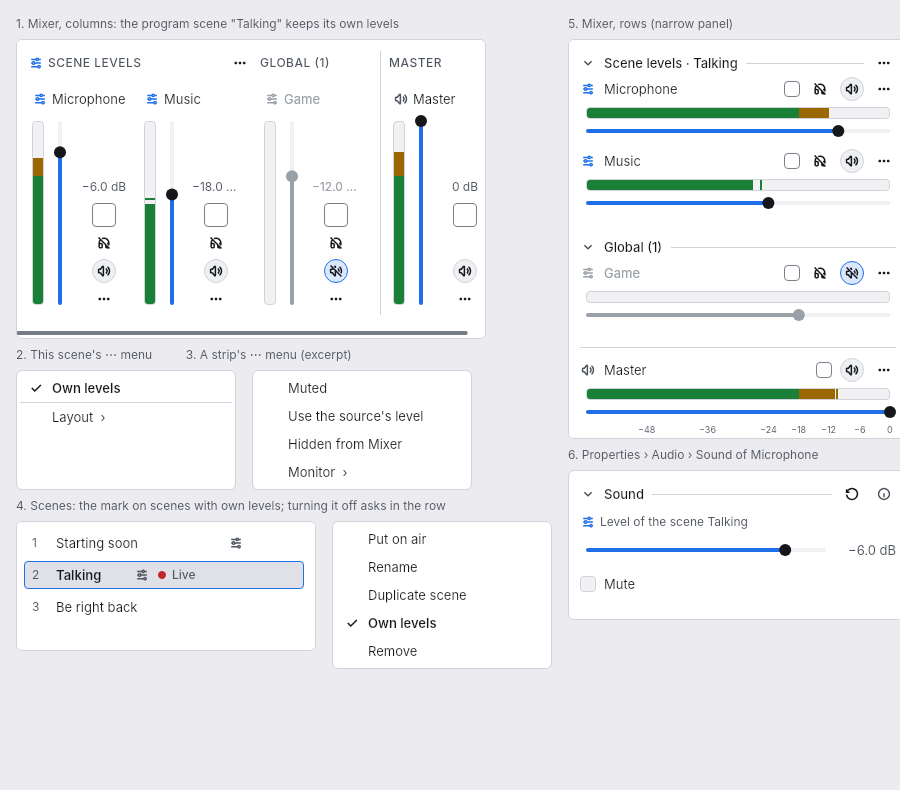 1. Mixer, columns: the program scene "Talking" keeps its own levels
SCENE LEVELS ··· GLOBAL (1) MASTER
Microphone Music Game Master
−6.0 dB −18.0 ... −12.0 ... 0 dB
2. This scene's ··· menu
Own levels
Layout ›
3. A strip's ··· menu (excerpt)
Muted
Use the source's level
Hidden from Mixer
Monitor ›
4. Scenes: the mark on scenes with own levels; turning it off asks in the row
1 Starting soon
2 Talking Live
3 Be right back
Put on air
Rename
Duplicate scene
Own levels
Remove
5. Mixer, rows (narrow panel)
Scene levels · Talking
Microphone
Music
Global (1)
Game
Master
−48 −36 −24 −18 −12 −6 0
6. Properties › Audio › Sound of Microphone
Sound
Level of the scene Talking
−6.0 dB
Mute